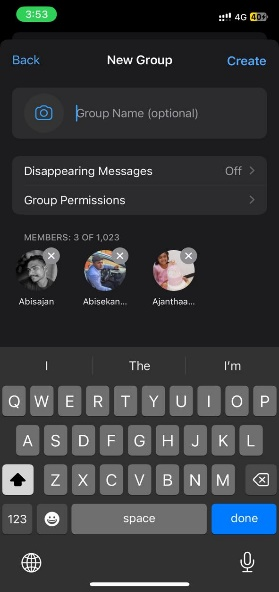 3:53 4G 40
Back New Group Create
Group Name (optional)
Disappearing Messages Off
Group Permissions
MEMBERS: 3 OF 1,023
Abisajan Abisekan... Ajanthaa...
I The I'm
Q W E R T Y U I O P
A S D F G H J K L
Z X C V B N M
123 space done